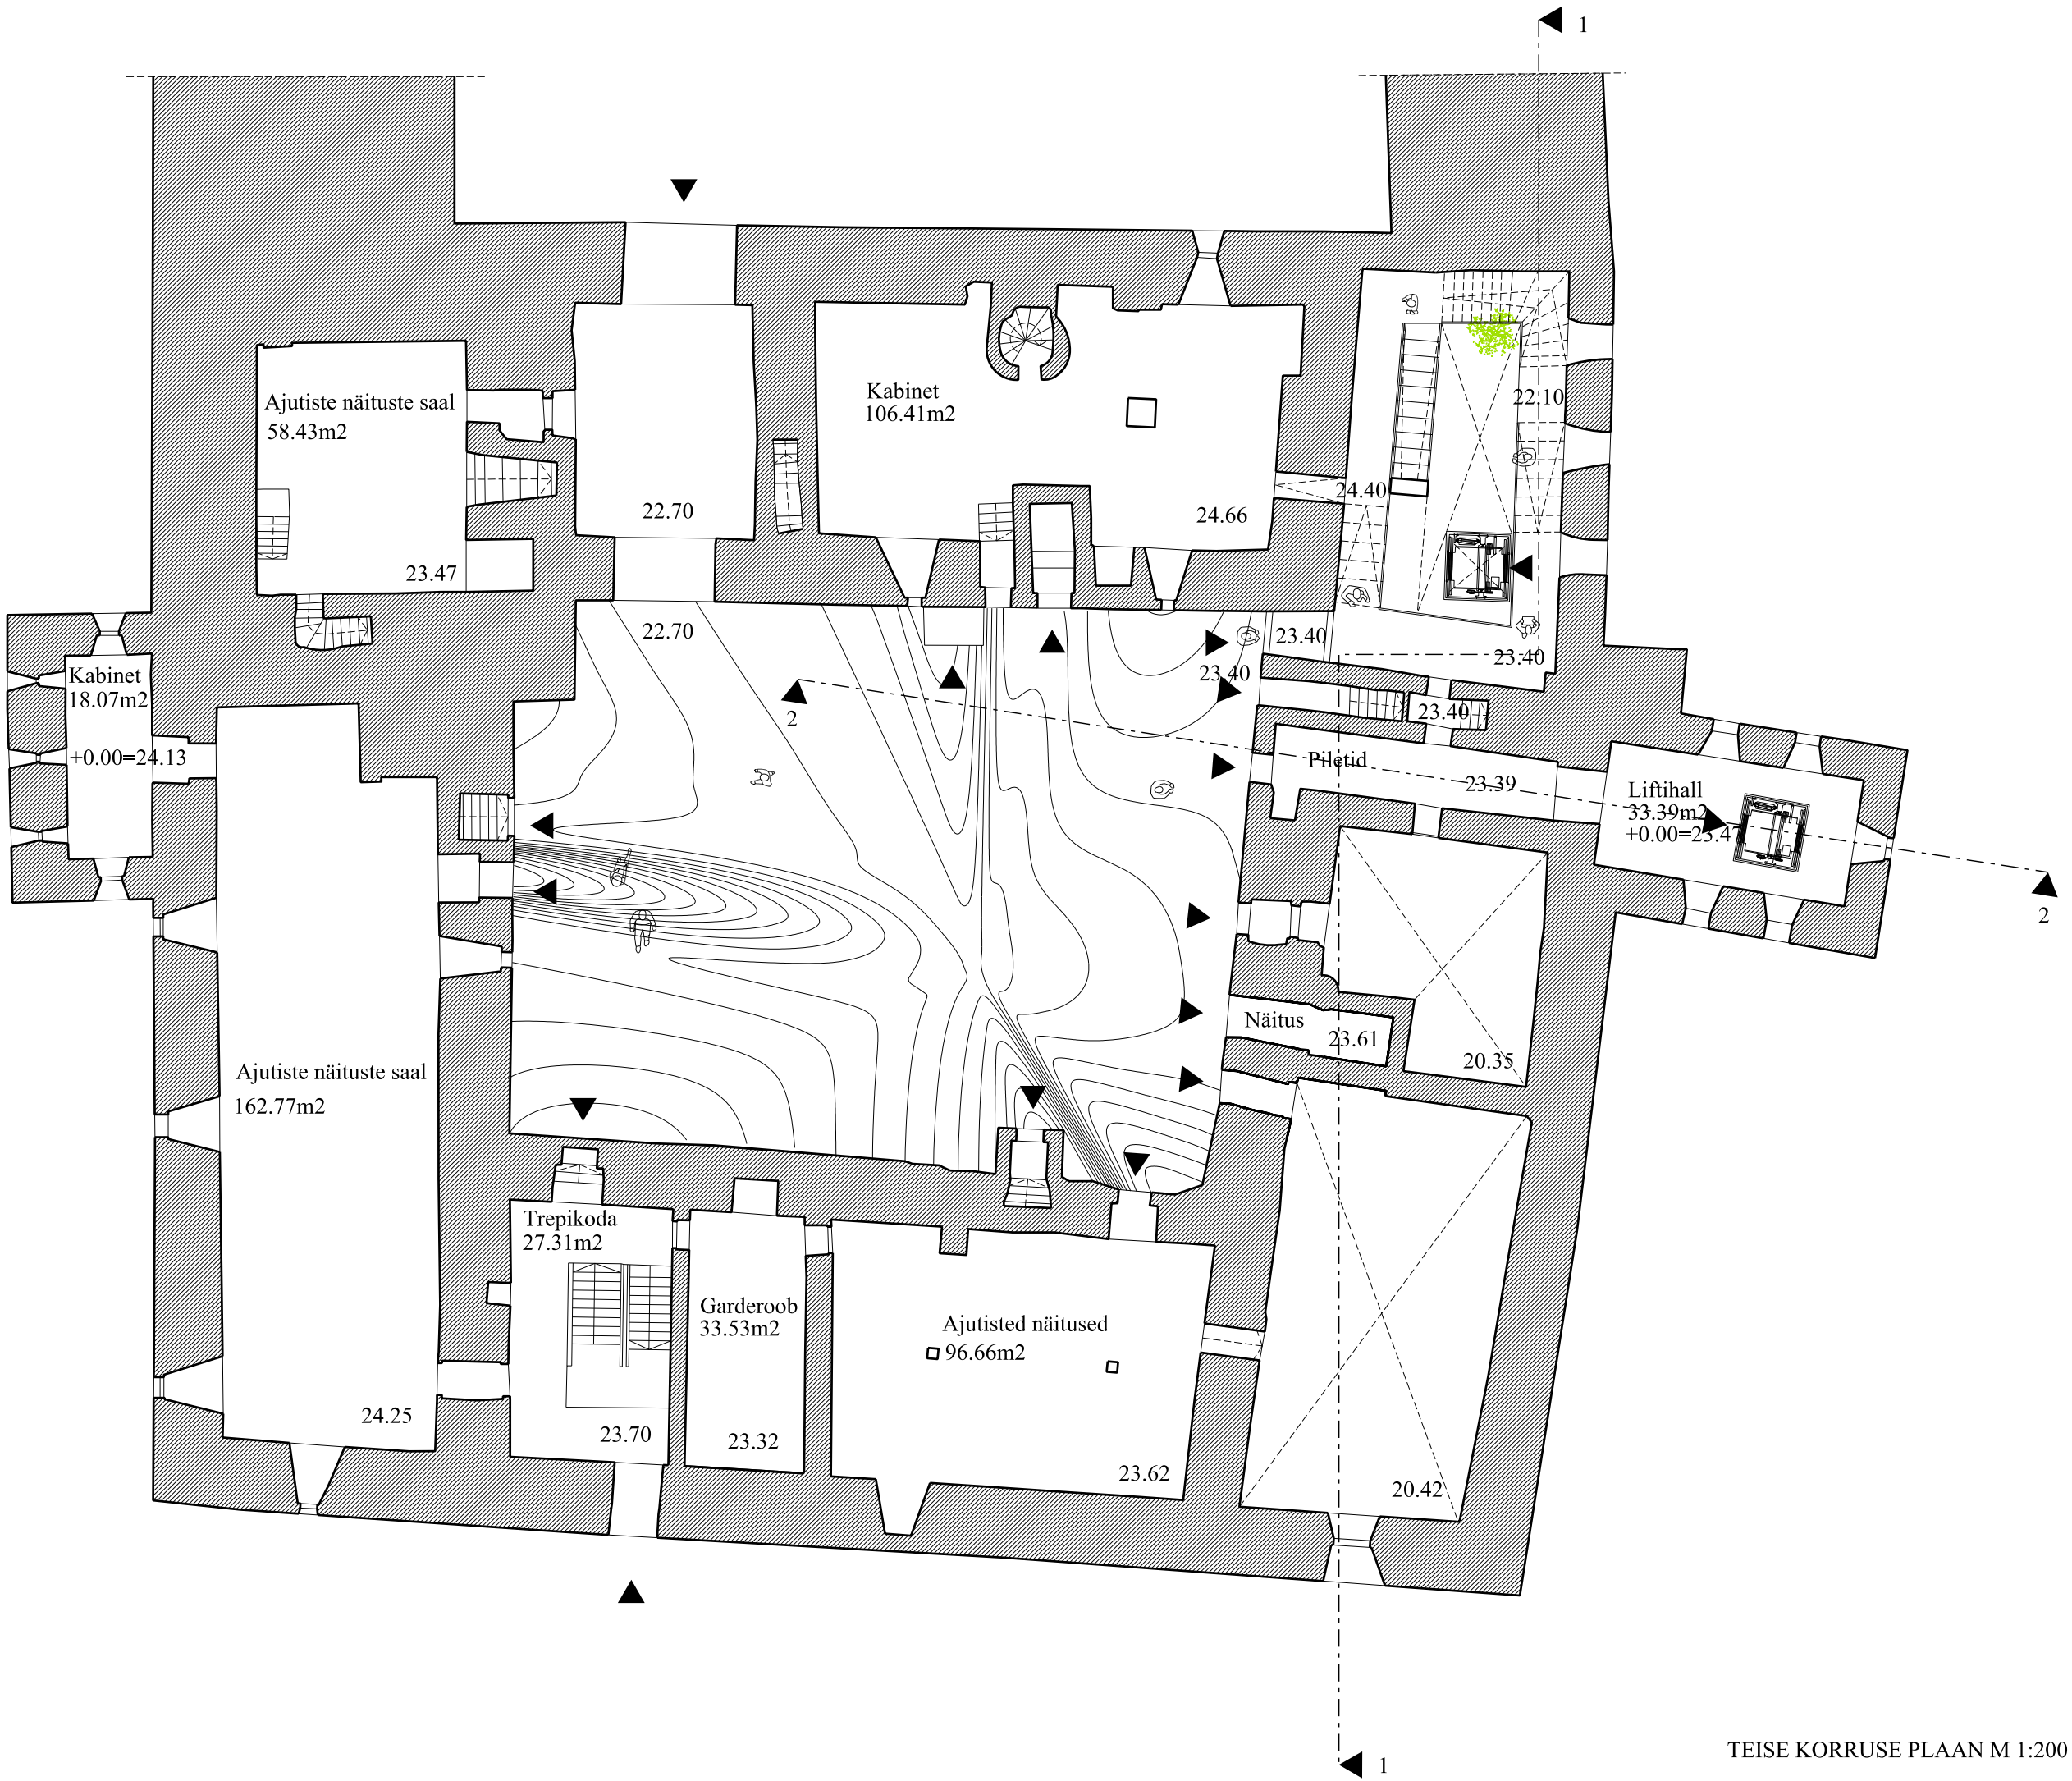 1
Kabinet
106.41m2
Ajutiste näituste saal
58.43m2
22.10
24.40
22.70
24.66
23.47
22.70
23.40
23.40
23.40
Kabinet
18.07m2
+0.00=24.13
2
23.40
Piletid
23.39
Liftihall
33.39m2
+0.00=23.47
2
Näitus
23.61
20.35
Ajutiste näituste saal
162.77m2
Trepikoda
27.31m2
Garderoob
33.53m2
Ajutisted näitused
96.66m2
24.25
23.70
23.32
23.62
20.42
TEISE KORRUSE PLAAN M 1:200
1